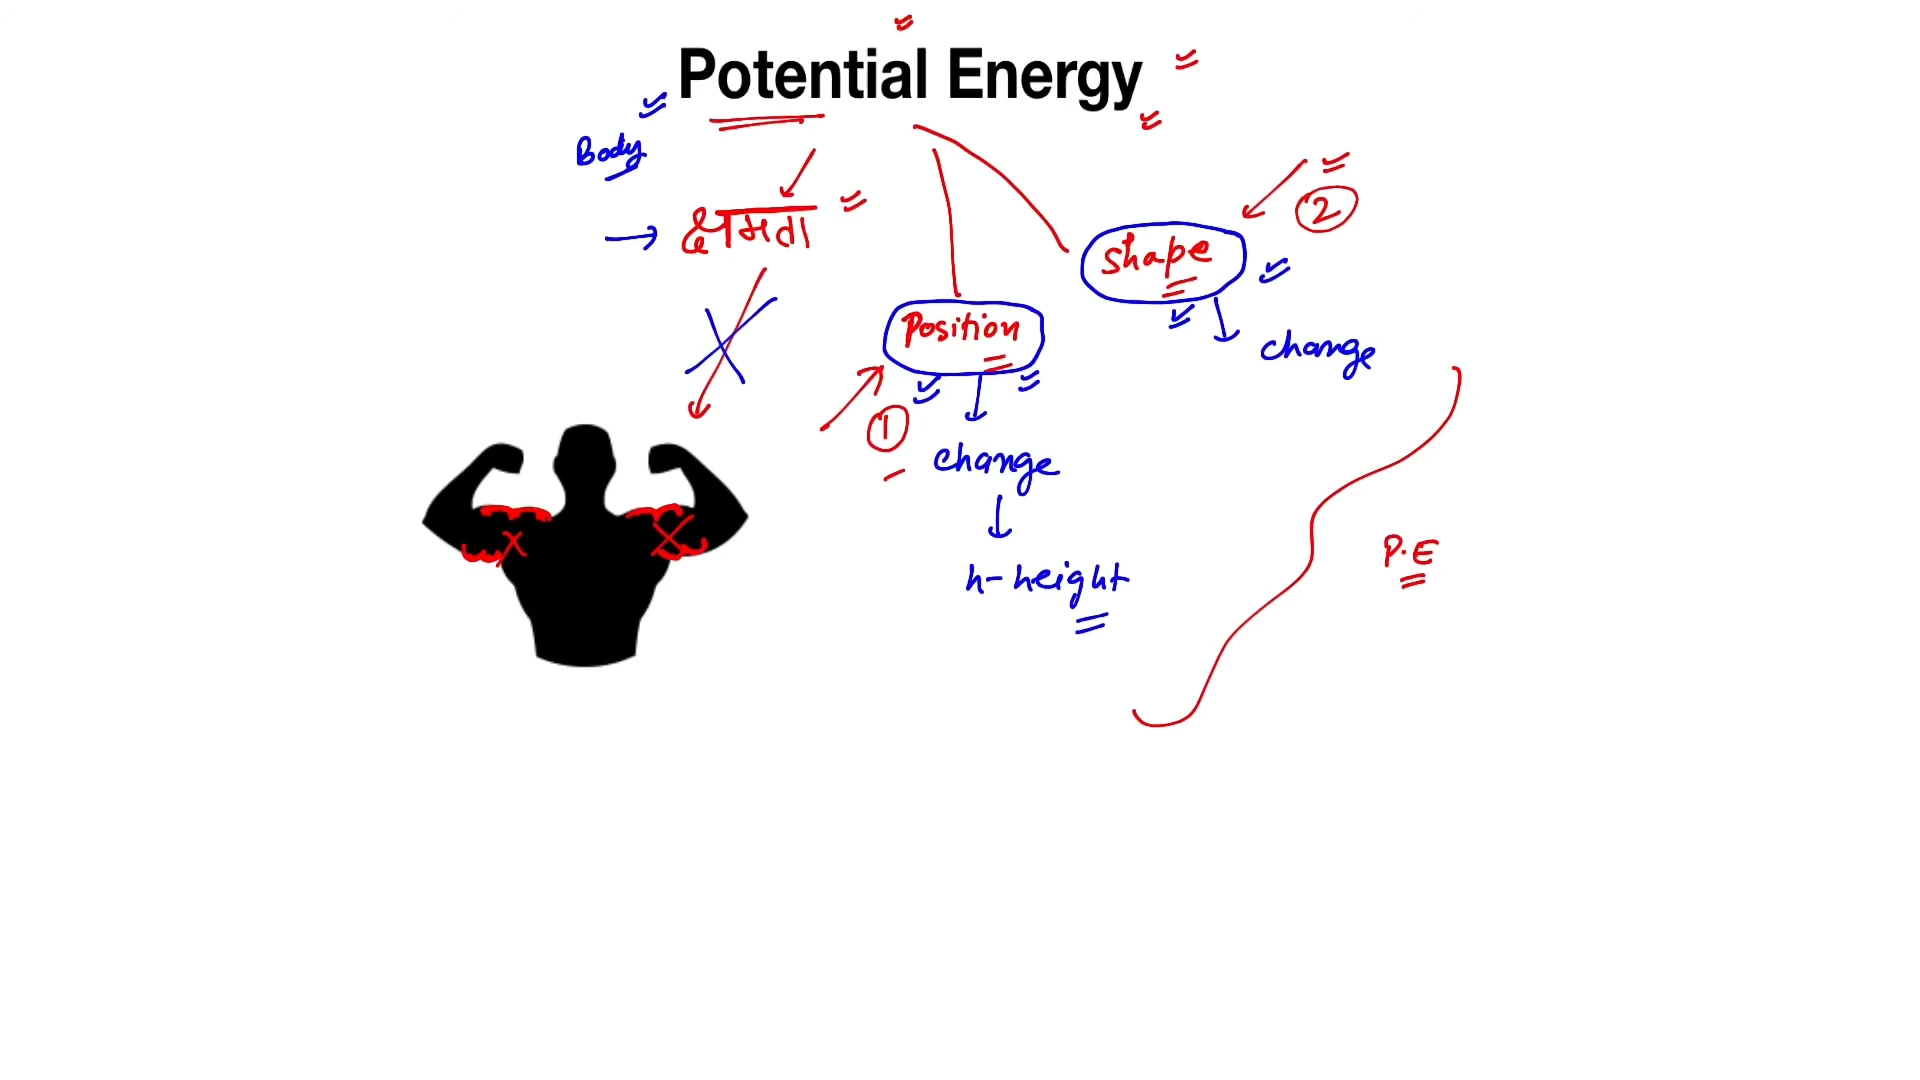 Potential Energy
Body
क्षमता
shape
2
Position
change
1
change
h-height
P.E